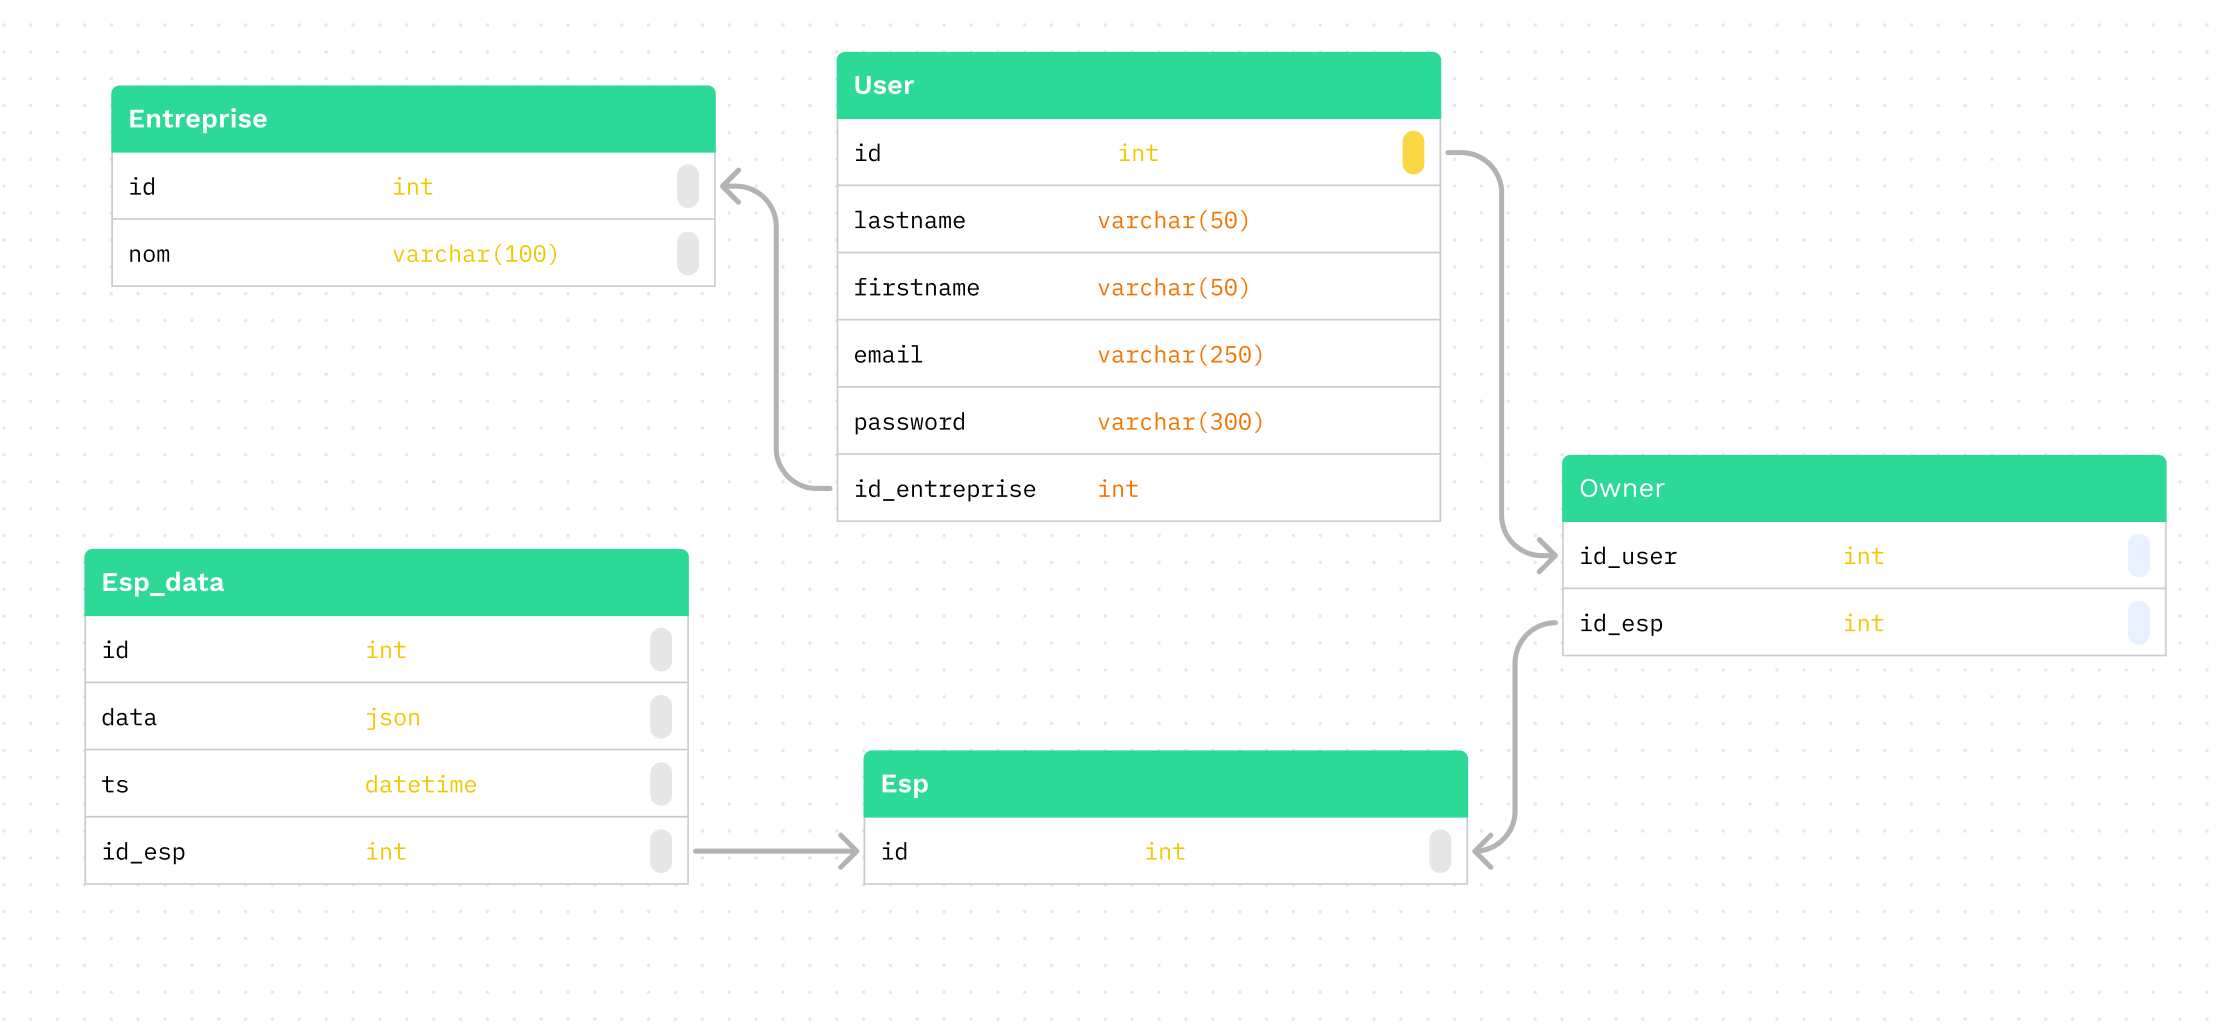 Entreprise
id int
nom varchar(100)
User
id int
lastname varchar(50)
firstname varchar(50)
email varchar(250)
password varchar(300)
id_entreprise int
Owner
id_user int
id_esp int
Esp_data
id int
data json
ts datetime
id_esp int
Esp
id int